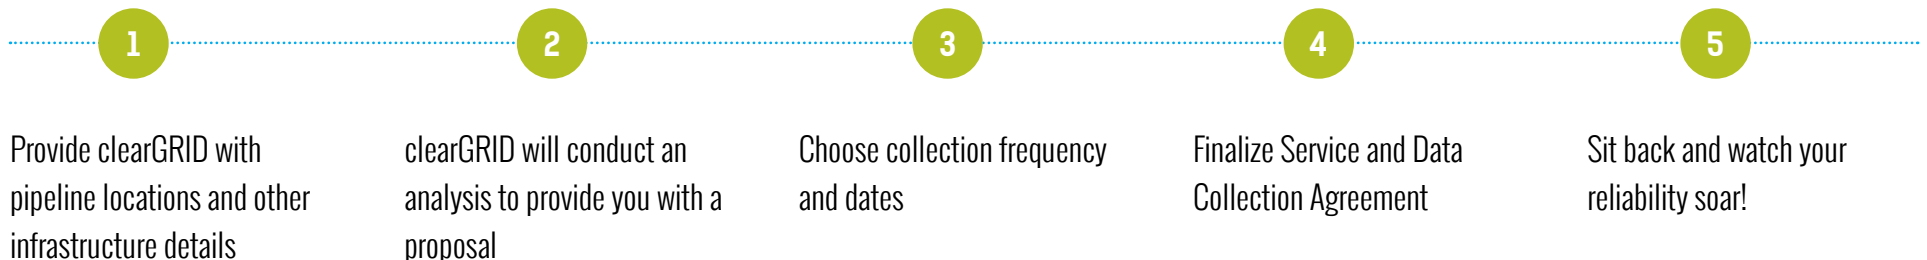 1
2
3
4
5
Provide clearGRID with
pipeline locations and other
infrastructure details
clearGRID will conduct an
analysis to provide you with a
proposal
Choose collection frequency
and dates
Finalize Service and Data
Collection Agreement
Sit back and watch your
reliability soar!